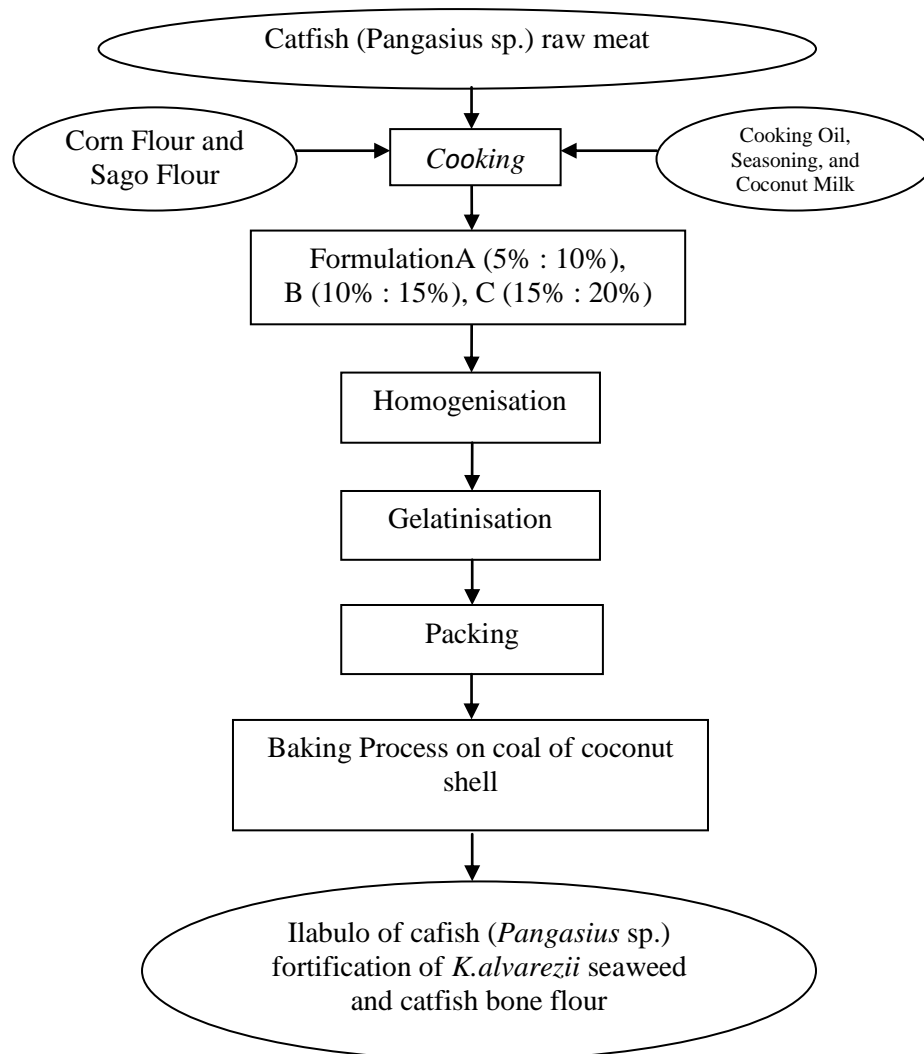 Catfish (Pangasius sp.) raw meat
Corn Flour and
Sago Flour
Cooking
Cooking Oil,
Seasoning, and
Coconut Milk
FormulationA (5% : 10%),
B (10% : 15%), C (15% : 20%)
Homogenisation
Gelatinisation
Packing
Baking Process on coal of coconut
shell
Ilabulo of cafish (Pangasius sp.)
fortification of K.alvarezii seaweed
and catfish bone flour